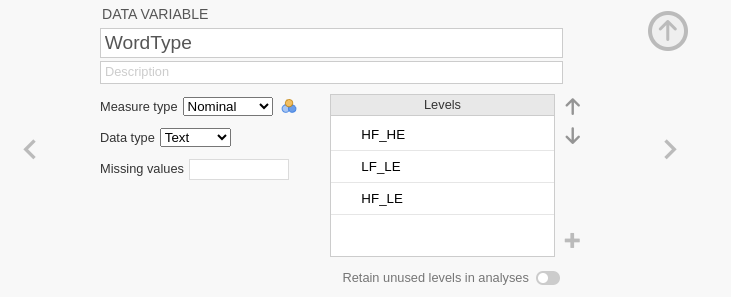 DATA VARIABLE
WordType
Description
Measure type Nominal
Levels
Data type Text
Missing values
HF_HE
LF_LE
HF_LE
Retain unused levels in analyses